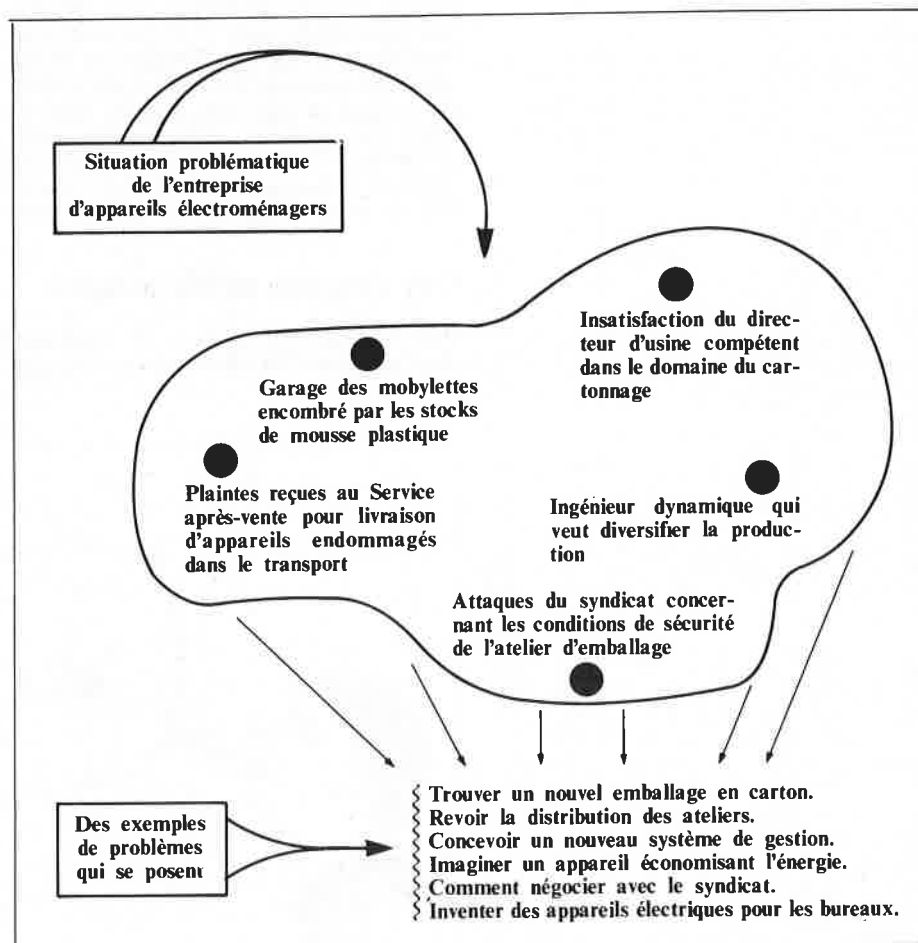 Situation problématique
de l'entreprise
d'appareils électroménagers
Insatisfaction du direc-
teur d'usine compétent
dans le domaine du car-
tonnage
Garage des mobylettes
encombré par les stocks
de mousse plastique
Plaintes reçues au Service
après-vente pour livraison
d'appareils endommagés
dans le transport
Ingénieur dynamique qui
veut diversifier la produc-
tion
Attaques du syndicat concer-
nant les conditions de sécurité
de l'atelier d'emballage
Des exemples
de problèmes
qui se posent
Trouver un nouvel emballage en carton.
Revoir la distribution des ateliers.
Concevoir un nouveau système de gestion.
Imaginer un appareil économisant l'énergie.
Comment négocier avec le syndicat.
Inventer des appareils électriques pour les bureaux.